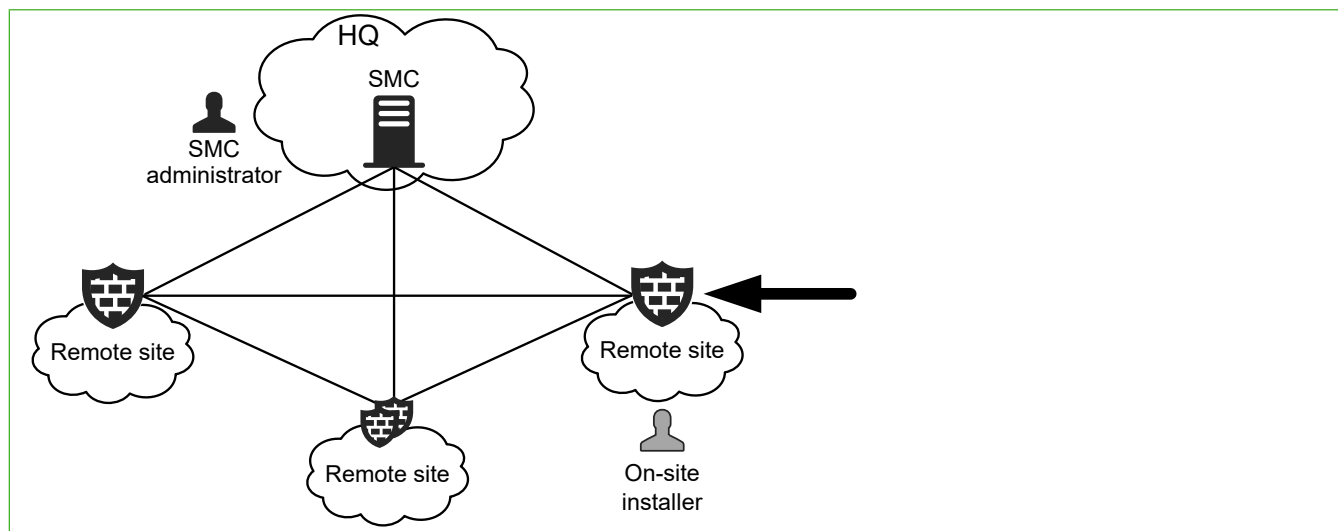 HQ
SMC
SMC
administrator
Remote site
Remote site
Remote site
On-site
installer